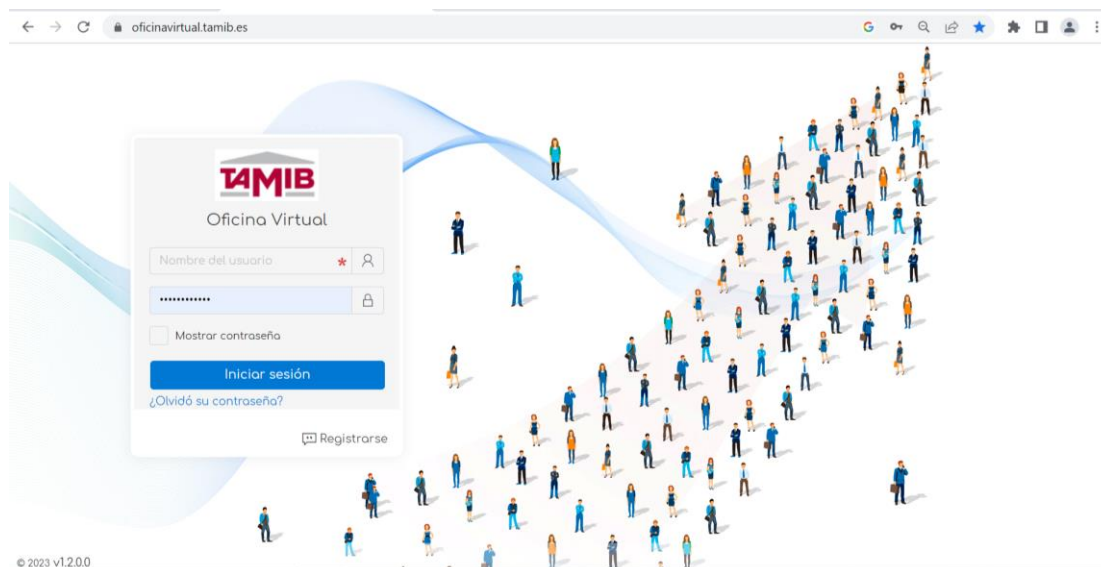 oficinavirtual.tamib.es
TAMIB
Oficina Virtual
Nombre del usuario *
••••••••••••
Mostrar contraseña
Iniciar sesión
¿Olvidó su contraseña?
Registrarse
© 2023 v1.2.0.0